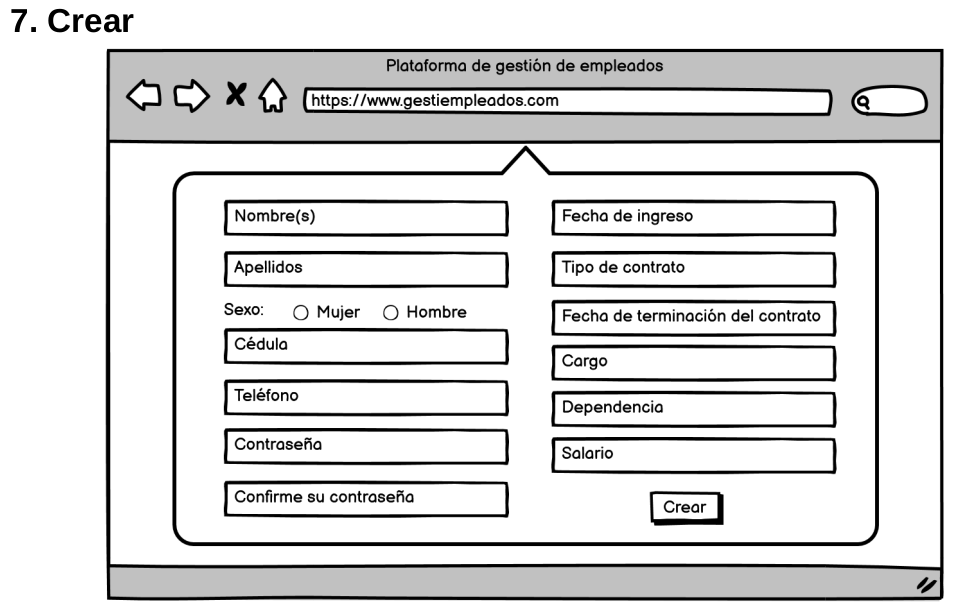 7. Crear
Plataforma de gestión de empleados
https://www.gestiempleados.com
Nombre(s)
Apellidos
Sexo: Mujer Hombre
Cédula
Teléfono
Contraseña
Confirme su contraseña
Fecha de ingreso
Tipo de contrato
Fecha de terminación del contrato
Cargo
Dependencia
Salario
Crear